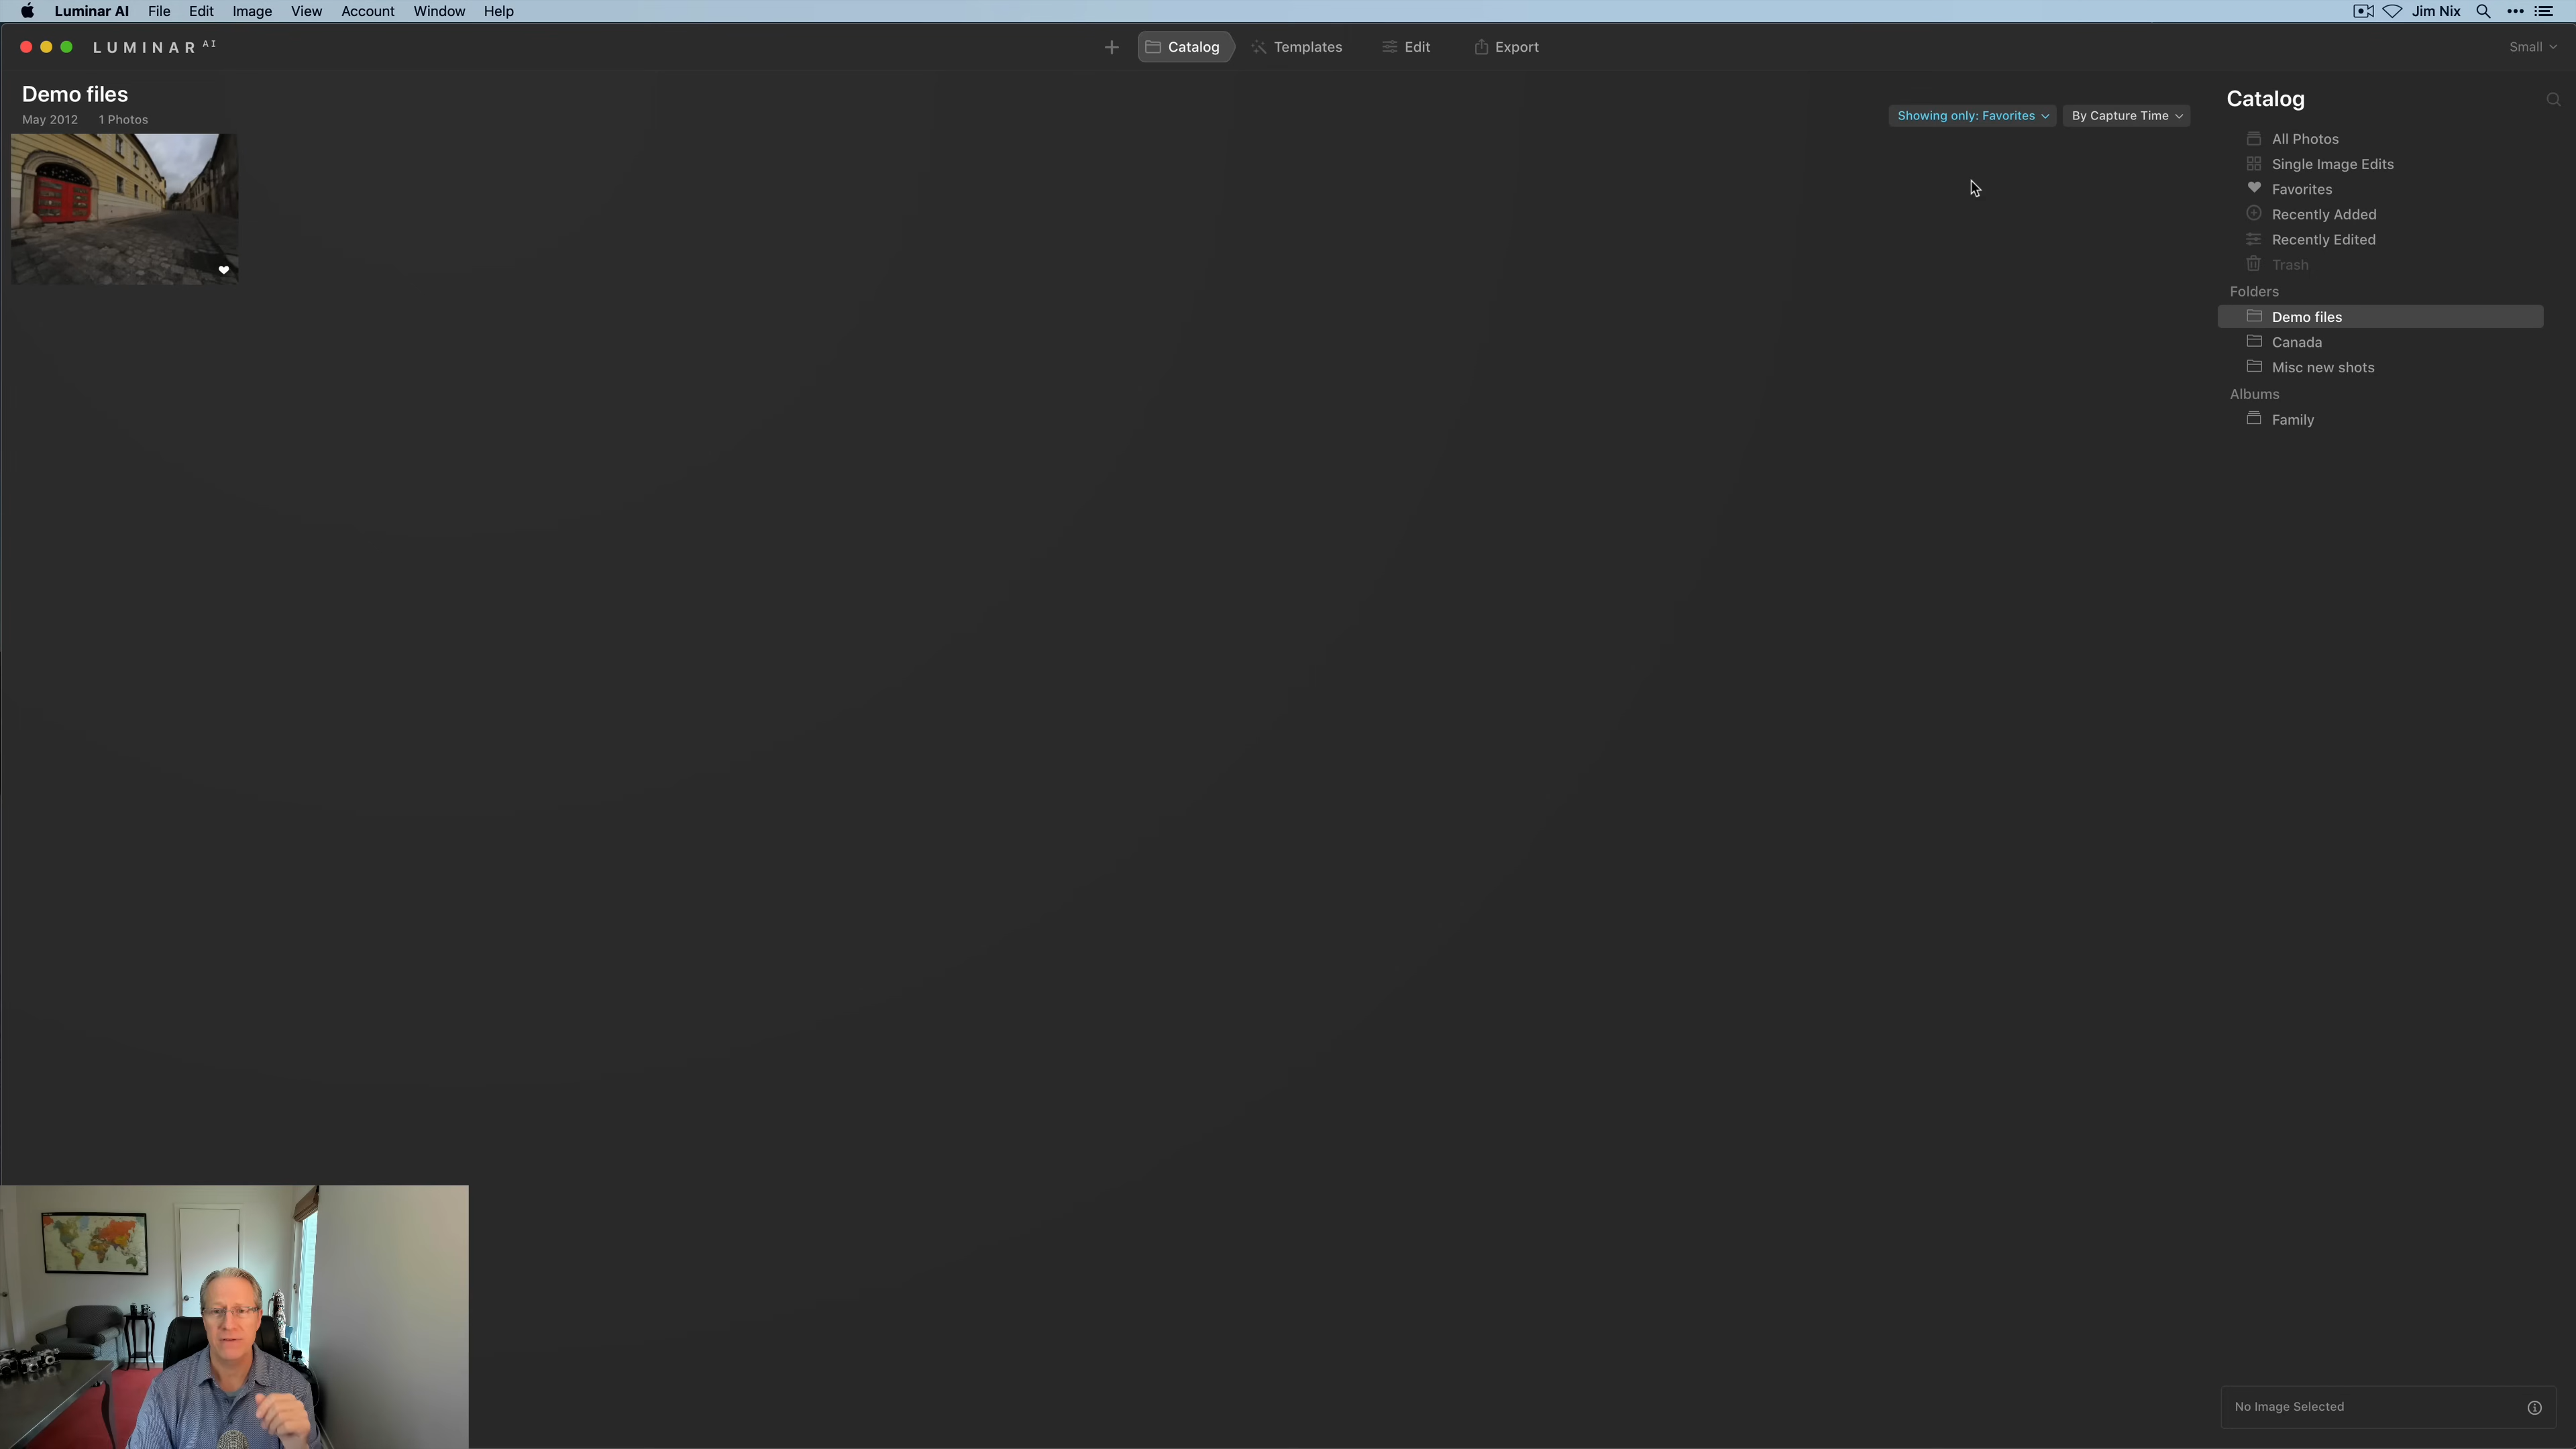 Luminar AI File Edit Image View Account Window Help Jim Nix
LUMINAR AI
Catalog Templates Edit Export Small
Demo files
May 2012 1 Photos
Showing only: Favorites By Capture Time
Catalog
All Photos
Single Image Edits
Favorites
Recently Added
Recently Edited
Trash
Folders
Demo files
Canada
Misc new shots
Albums
Family
No Image Selected